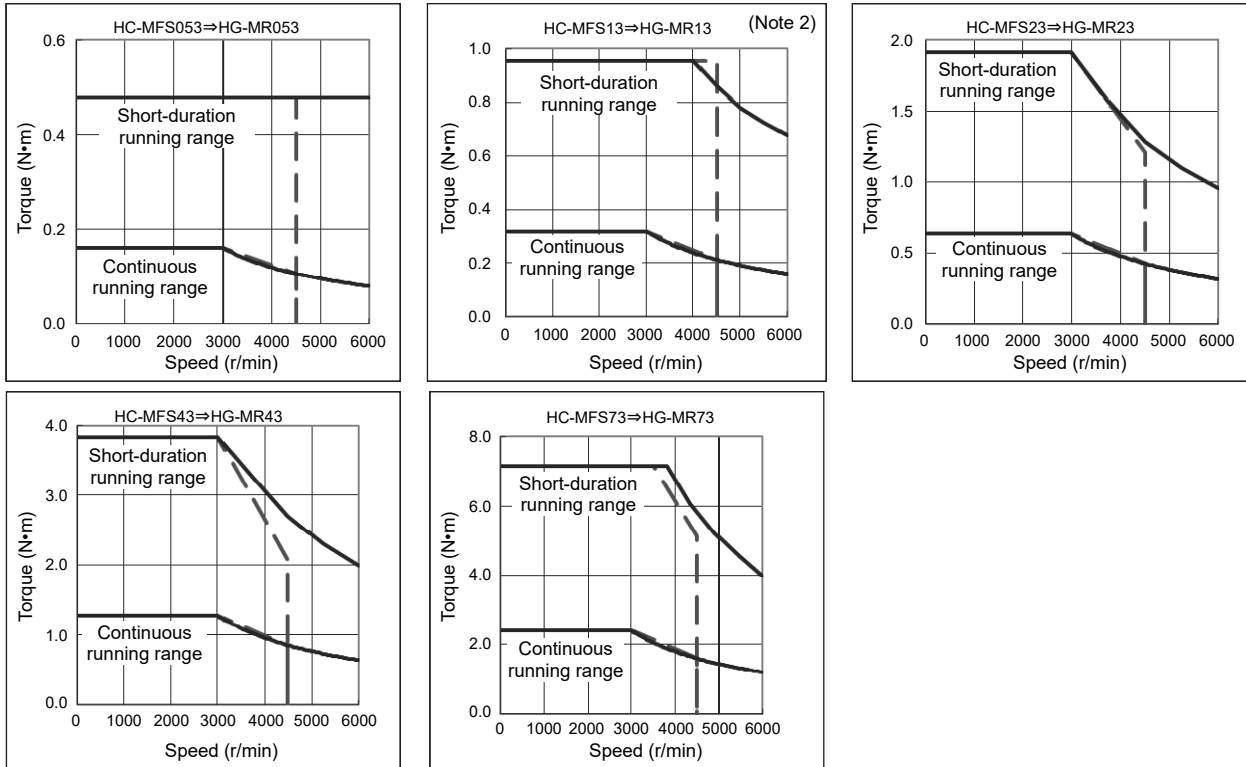 HC-MFS053⇒HG-MR053
0.6
0.4
0.2
0.0
Torque (N•m)
Short-duration
running range
Continuous
running range
0 1000 2000 3000 4000 5000 6000
Speed (r/min)
HC-MFS13⇒HG-MR13
(Note 2)
1.0
0.8
0.6
0.4
0.2
0.0
Torque (N•m)
Short-duration
running range
Continuous
running range
0 1000 2000 3000 4000 5000 6000
Speed (r/min)
HC-MFS23⇒HG-MR23
2.0
1.5
1.0
0.5
0.0
Torque (N•m)
Short-duration
running range
Continuous
running range
0 1000 2000 3000 4000 5000 6000
Speed (r/min)
HC-MFS43⇒HG-MR43
4.0
3.0
2.0
1.0
0.0
Torque (N•m)
Short-duration
running range
Continuous
running range
0 1000 2000 3000 4000 5000 6000
Speed (r/min)
HC-MFS73⇒HG-MR73
8.0
6.0
4.0
2.0
0.0
Torque (N•m)
Short-duration
running range
Continuous
running range
0 1000 2000 3000 4000 5000 6000
Speed (r/min)